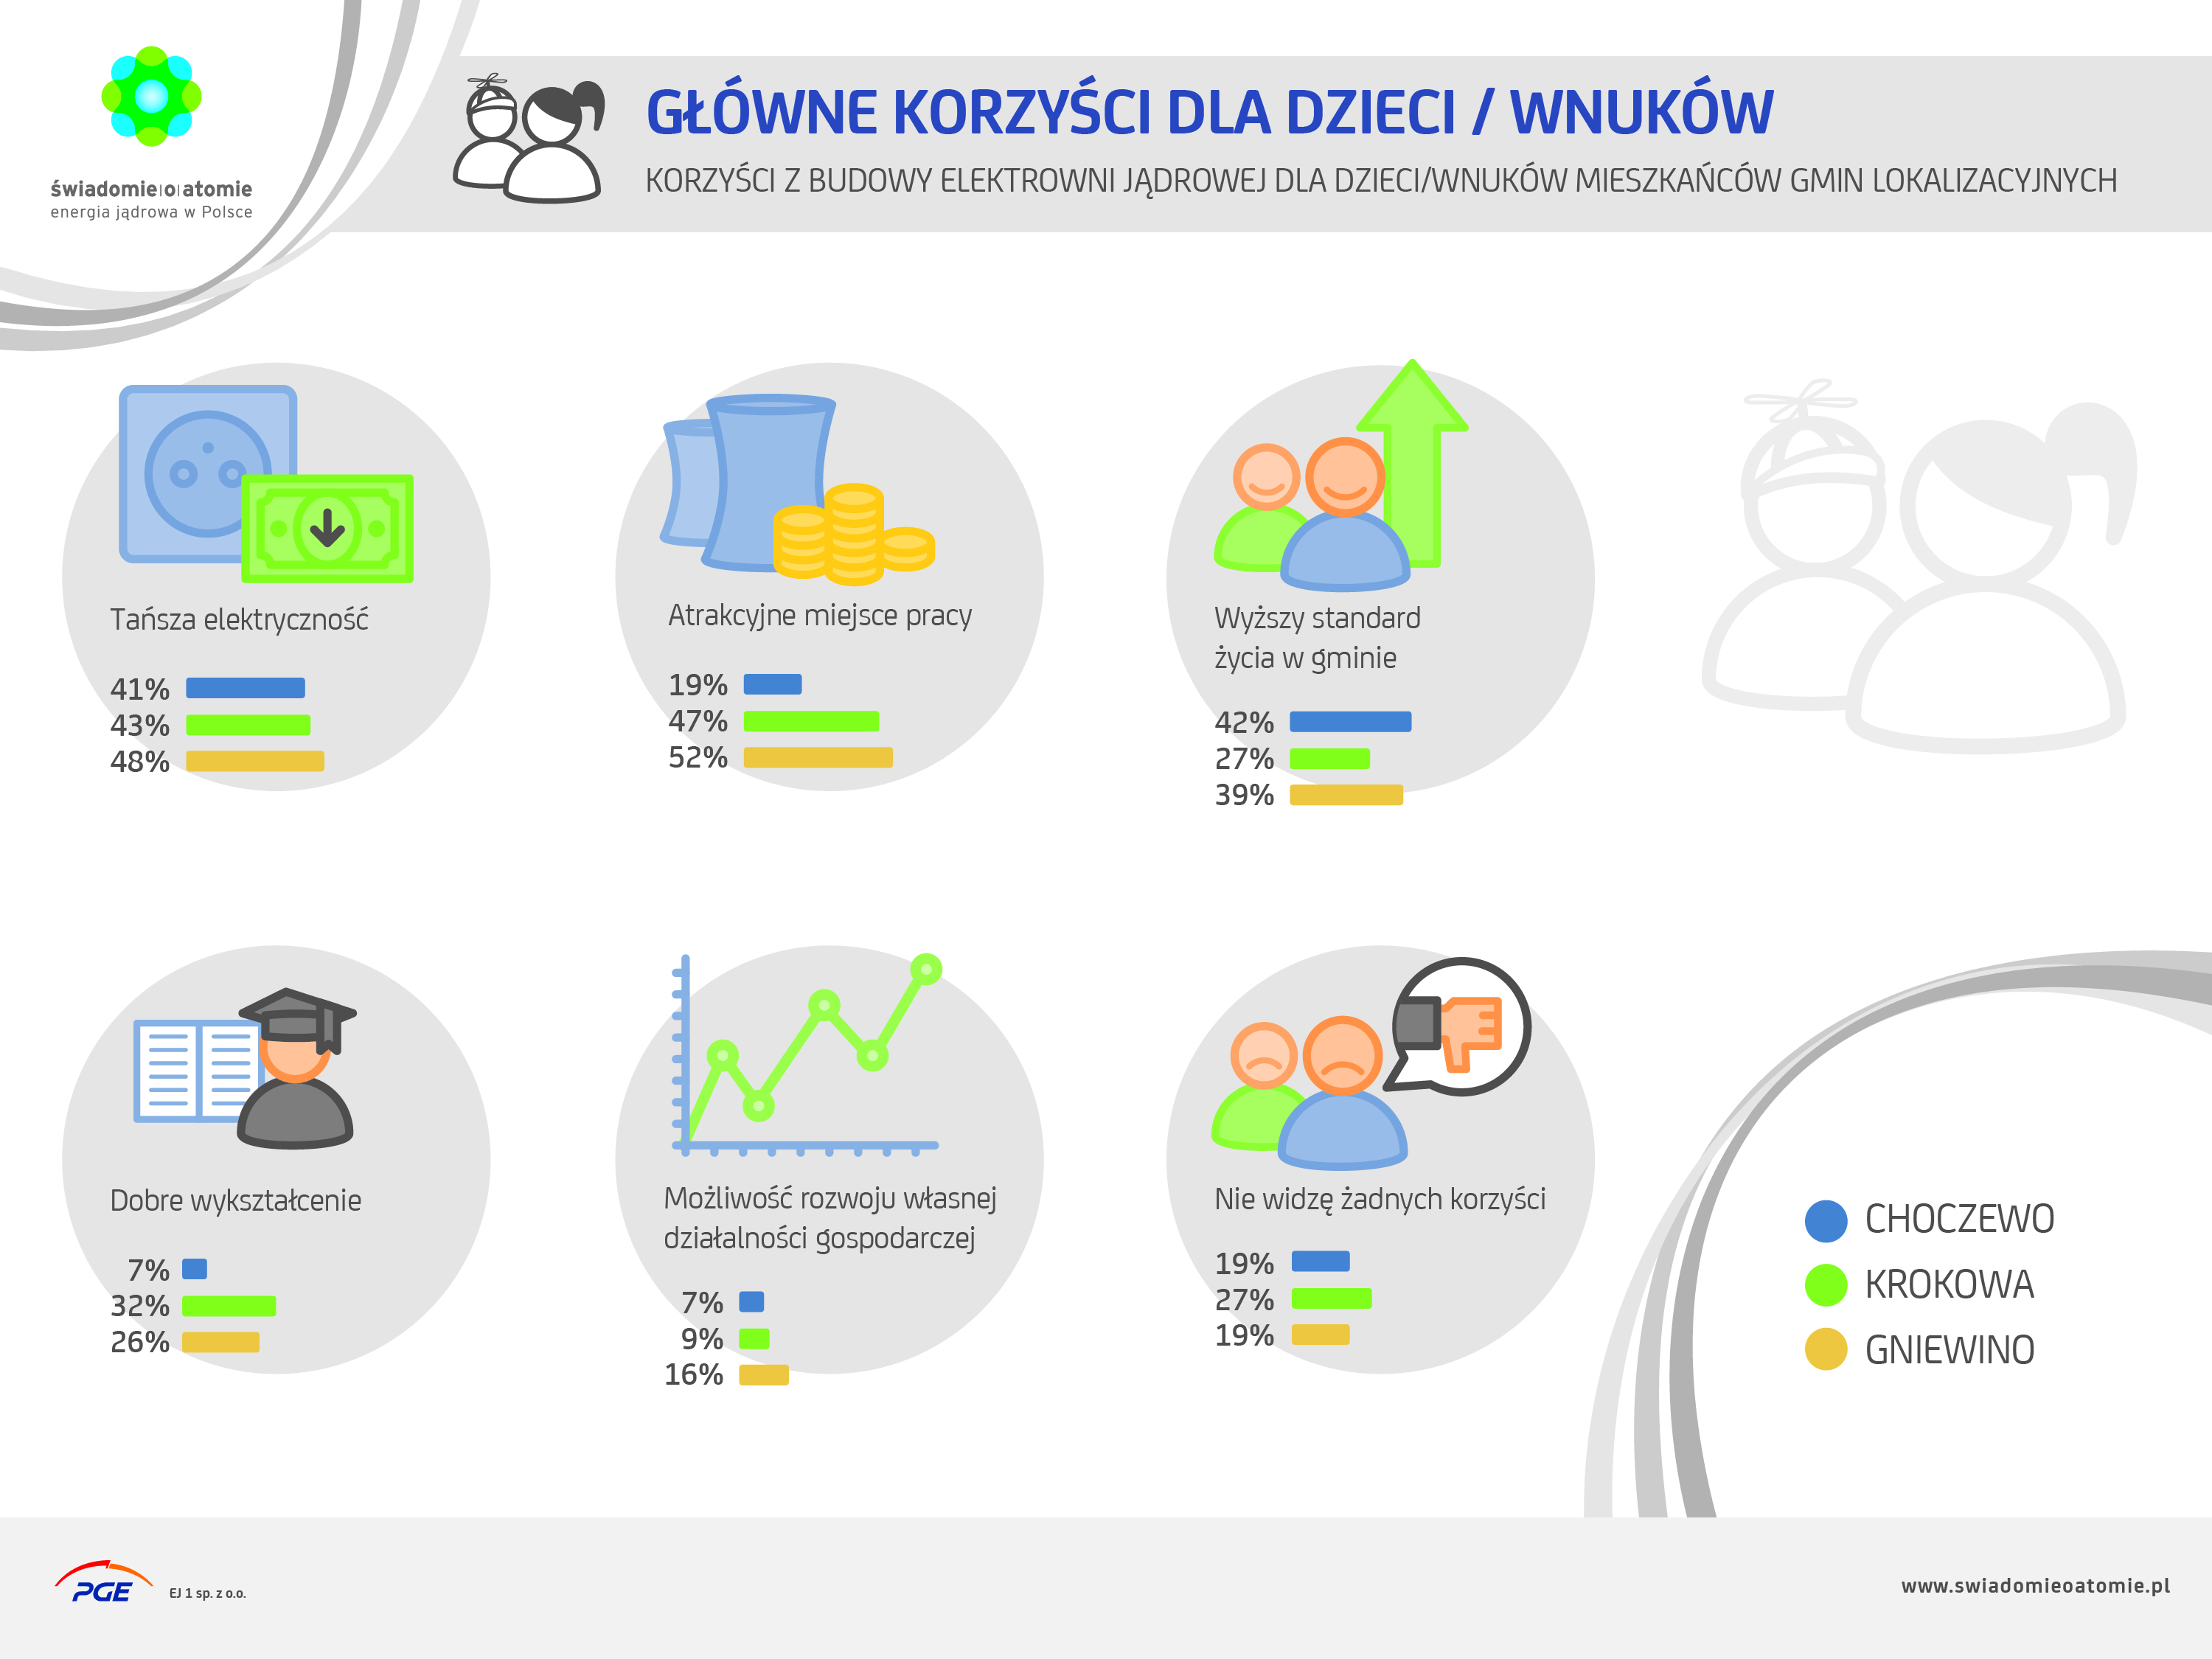 świadomie|o|atomie
energia jądrowa w Polsce
GŁÓWNE KORZYŚCI DLA DZIECI / WNUKÓW
KORZYŚCI Z BUDOWY ELEKTROWNI JĄDROWEJ DLA DZIECI/WNUKÓW MIESZKAŃCÓW GMIN LOKALIZACYJNYCH
Tańsza elektryczność
41%
43%
48%
Atrakcyjne miejsce pracy
19%
47%
52%
Wyższy standard
życia w gminie
42%
27%
39%
Dobre wykształcenie
7%
32%
26%
Możliwość rozwoju własnej
działalności gospodarczej
7%
9%
16%
Nie widzę żadnych korzyści
19%
27%
19%
CHOCZEWO
KROKOWA
GNIEWINO
PGE
EJ 1 sp. z o.o.
www.swiadomieoatomie.pl